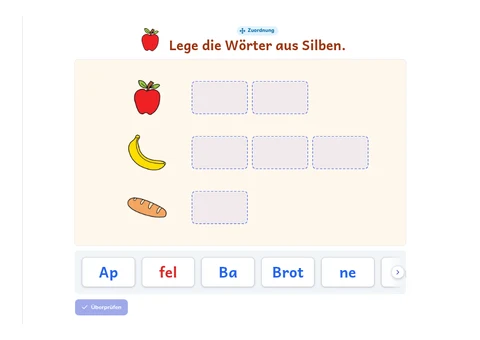 Zuordnung
Lege die Wörter aus Silben.
Ap fel Ba Brot ne
Überprüfen